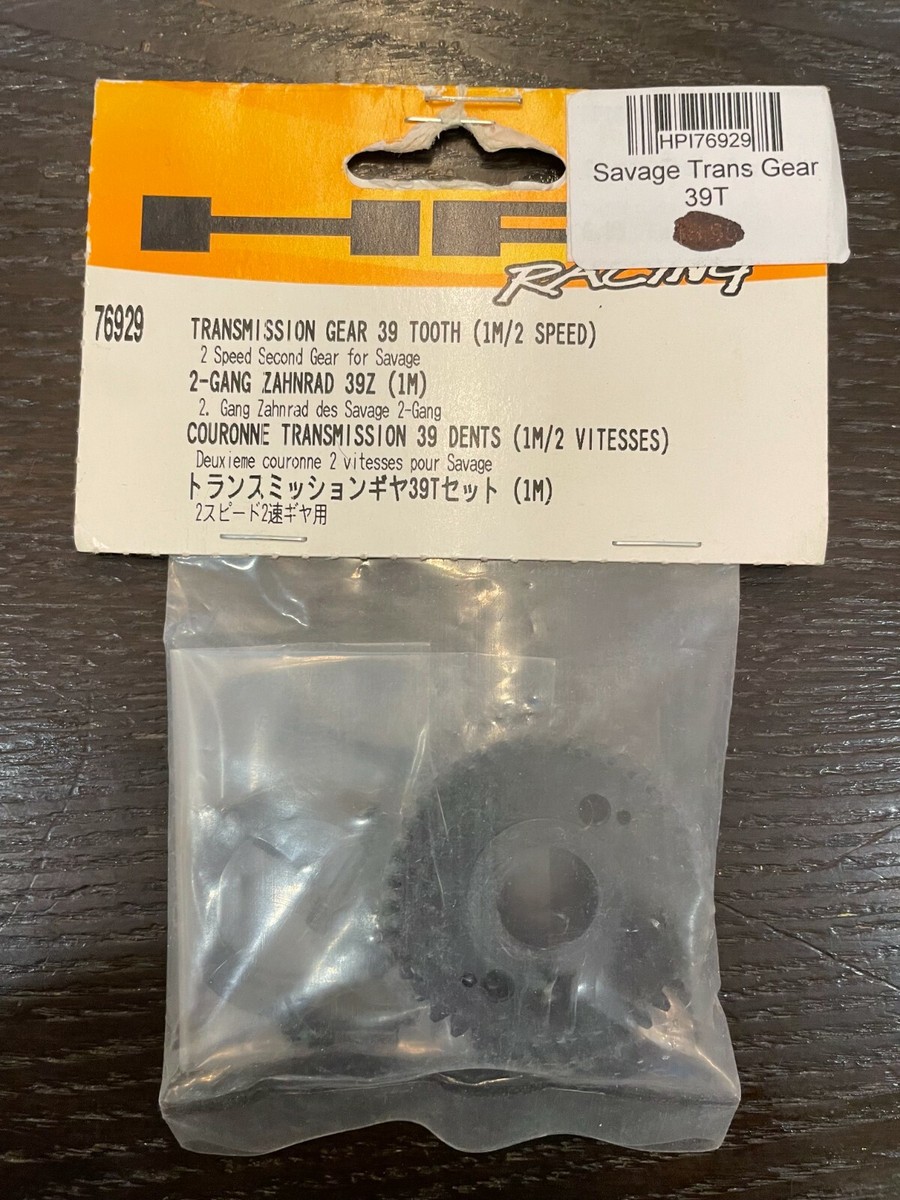 HPI76929
Savage Trans Gear
39T
RACING
76929
TRANSMISSION GEAR 39 TOOTH (1M/2 SPEED)
2 Speed Second Gear for Savage
2-GANG ZAHNRAD 39Z (1M)
2. Gang Zahnrad des Savage 2-Gang
COURONNE TRANSMISSION 39 DENTS (1M/2 VITESSES)
Deuxieme couronne 2 vitesses pour Savage
トランスミッションギヤ39Tセット (1M)
2スピード2速ギヤ用